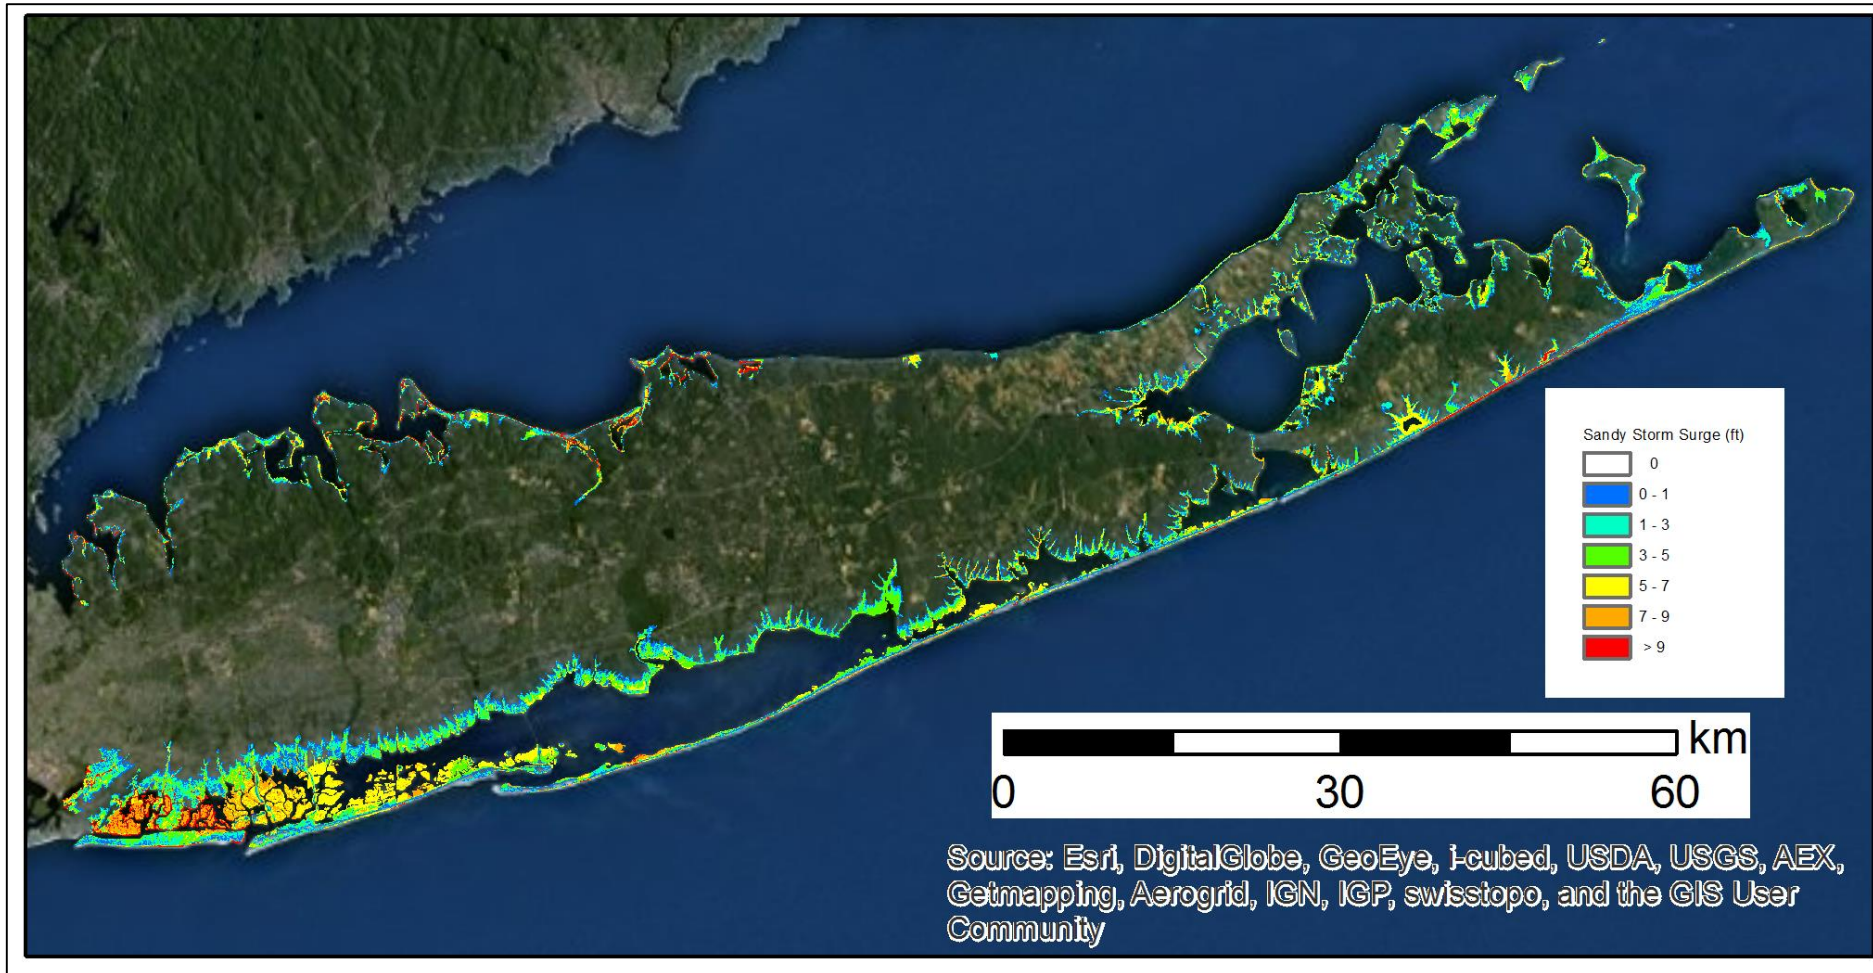 Sandy Storm Surge (ft)
0
0 - 1
1 - 3
3 - 5
5 - 7
7 - 9
> 9
km
0 30 60
Source: Esri, DigitalGlobe, GeoEye, i-cubed, USDA, USGS, AEX,
Getmapping, Aerogrid, IGN, IGP, swisstopo, and the GIS User
Community